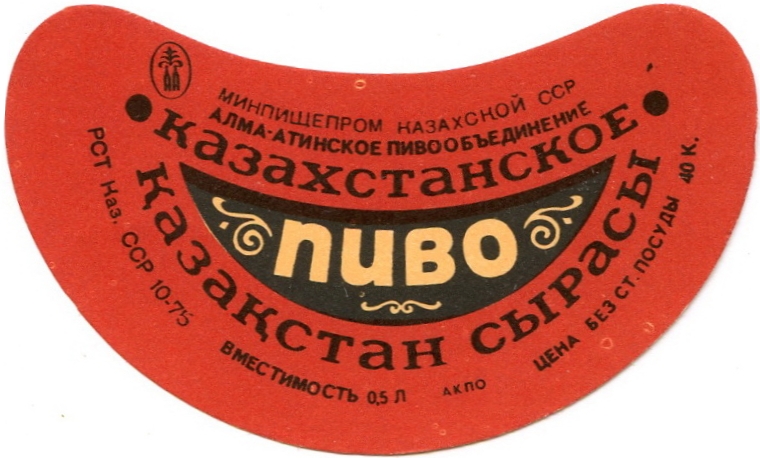 АА
МИНПИЩЕПРОМ КАЗАХСКОЙ ССР
АЛМА-АТИНСКОЕ ПИВООБЪЕДИНЕНИЕ
• КАЗАХСТАНСКОЕ •
ПИВО
ҚАЗАҚСТАН СЫРАСЫ
РСТ Каз. ССР 10-75
ВМЕСТИМОСТЬ 0,5 Л
АКПО
ЦЕНА БЕЗ СТ. ПОСУДЫ 40 К.